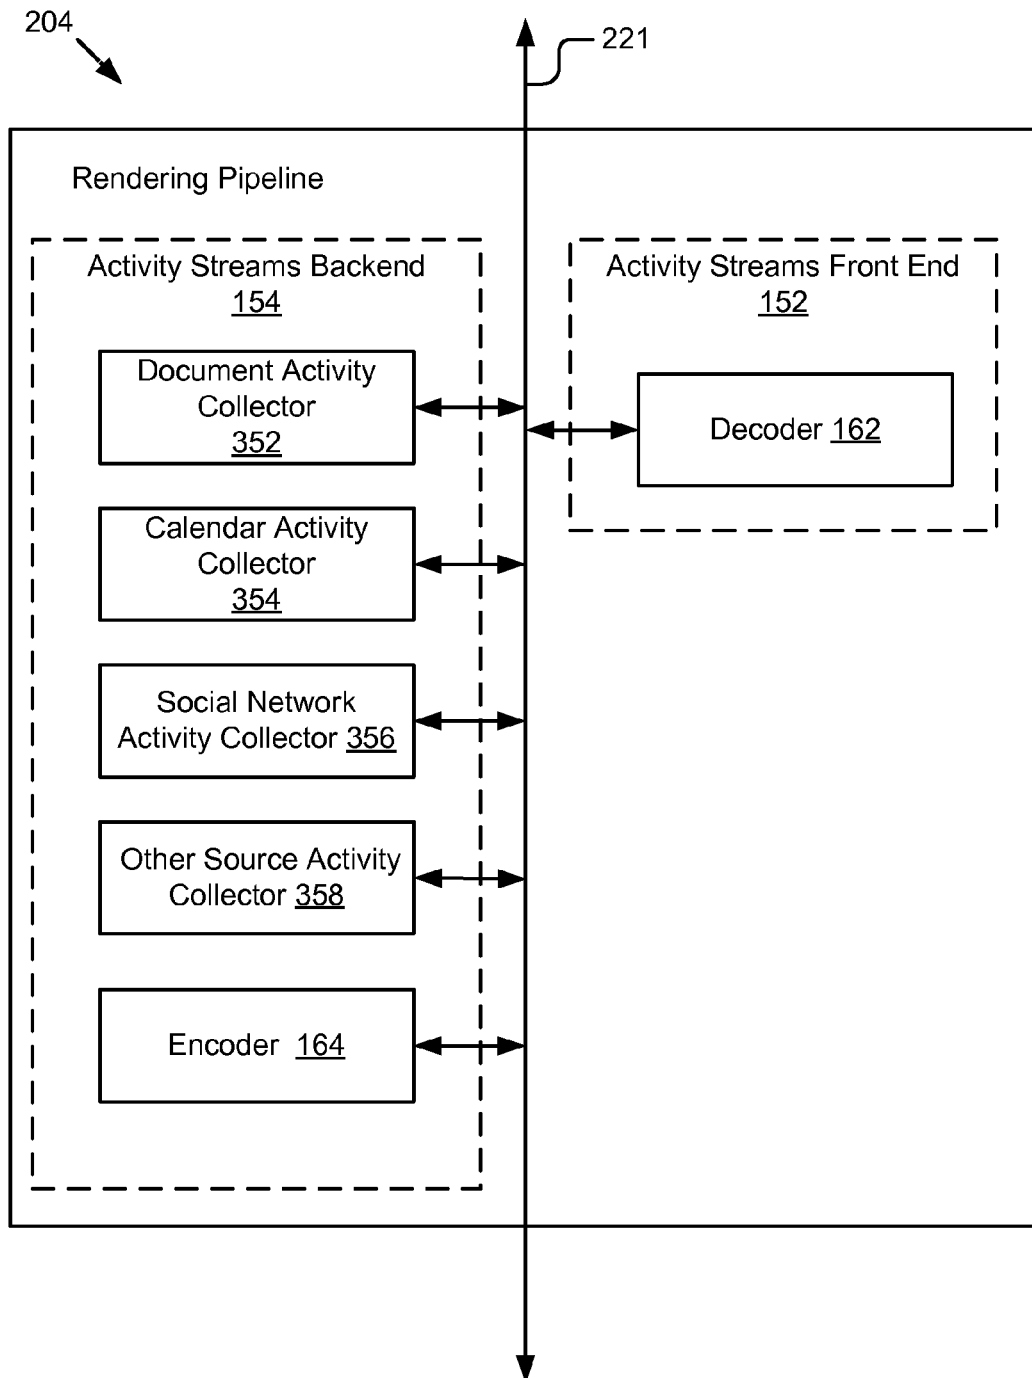 204
221
Rendering Pipeline
Activity Streams Backend
154
Document Activity
Collector
352
Calendar Activity
Collector
354
Social Network
Activity Collector 356
Other Source Activity
Collector 358
Encoder 164
Activity Streams Front End
152
Decoder 162